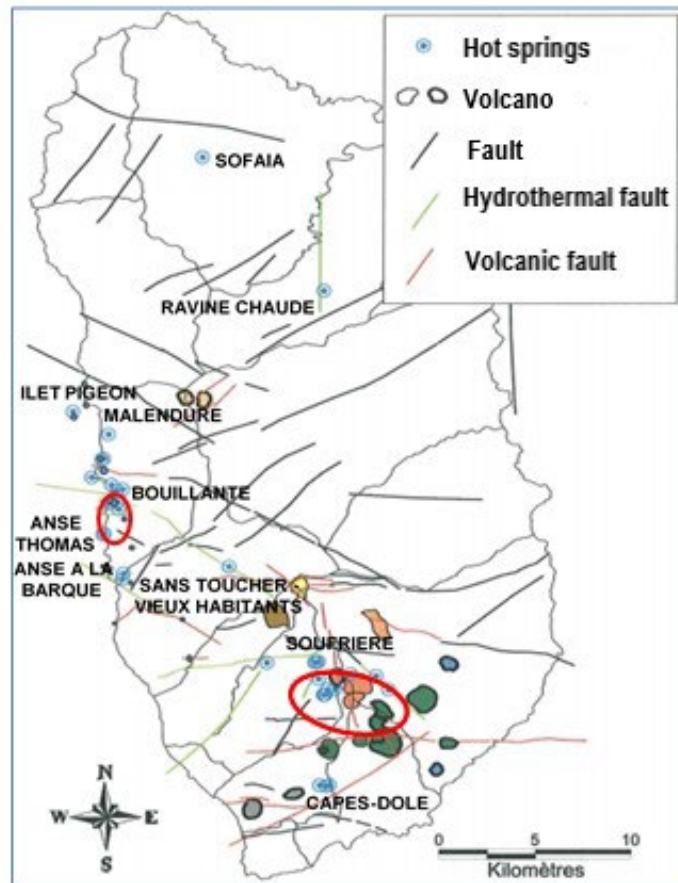 Hot springs
Volcano
Fault
Hydrothermal fault
Volcanic fault
SOFAIA
RAVINE CHAUDE
ILET PIGEON
MALENDURE
BOUILLANTE
ANSE
THOMAS
ANSE A LA
BARQUE
SANS TOUCHER
VIEUX HABITANTS
SOUFRIERE
CAPES-DOLE
N
W E
S
0 5 10
Kilomètres